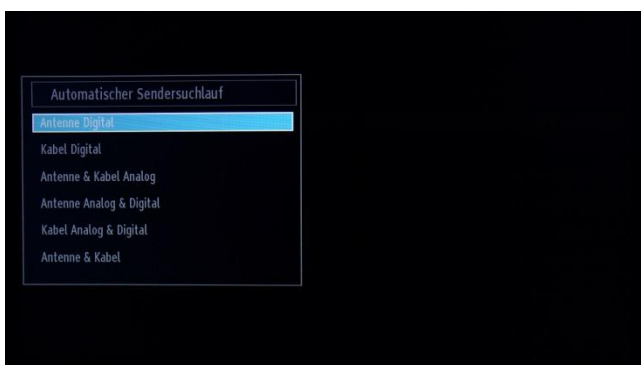 Automatischer Sendersuchlauf
Antenne Digital
Kabel Digital
Antenne & Kabel Analog
Antenne Analog & Digital
Kabel Analog & Digital
Antenne & Kabel